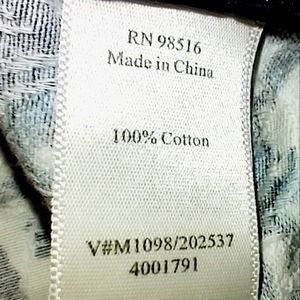 RN 98516
Made in China
100% Cotton
V#M1098/202537
4001791